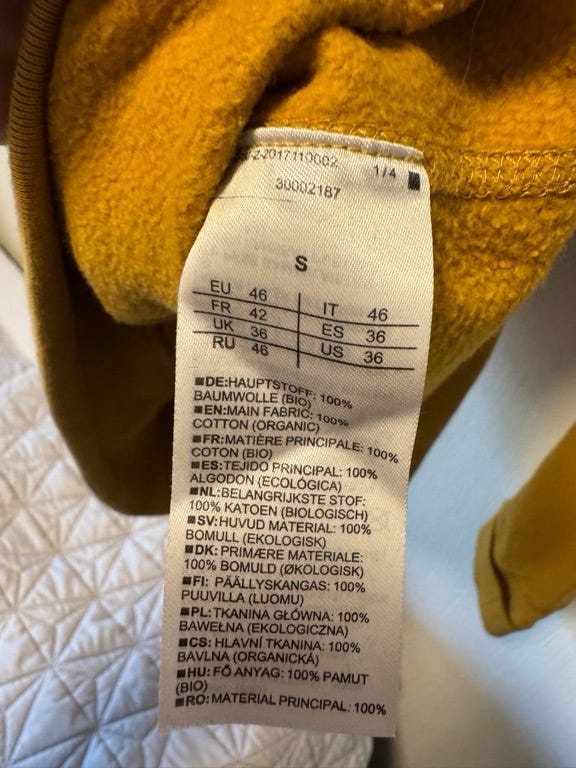 -Z-2017110002
1/4
30002187
S
EU 46 IT 46
FR 42 ES 36
UK 36 US 36
RU 46
DE:HAUPTSTOFF: 100%
BAUMWOLLE (BIO)
EN:MAIN FABRIC: 100%
COTTON (ORGANIC)
FR:MATIÈRE PRINCIPALE: 100%
COTON (BIO)
ES:TEJIDO PRINCIPAL: 100%
ALGODON (ECOLÓGICA)
NL:BELANGRIJKSTE STOF:
100% KATOEN (BIOLOGISCH)
SV: HUVUD MATERIAL: 100%
BOMULL (EKOLOGISK)
DK: PRIMÆRE MATERIALE:
100% BOMULD (ØKOLOGISK)
FI: PÄÄLLYSKANGAS: 100%
PUUVILLA (LUOMU)
PL: TKANINA GŁÓWNA: 100%
BAWEŁNA (EKOLOGICZNA)
CS: HLAVNÍ TKANINA: 100%
BAVLNA (ORGANICKÁ)
HU: FŐ ANYAG: 100% PAMUT
(BIO)
RO: MATERIAL PRINCIPAL: 100%